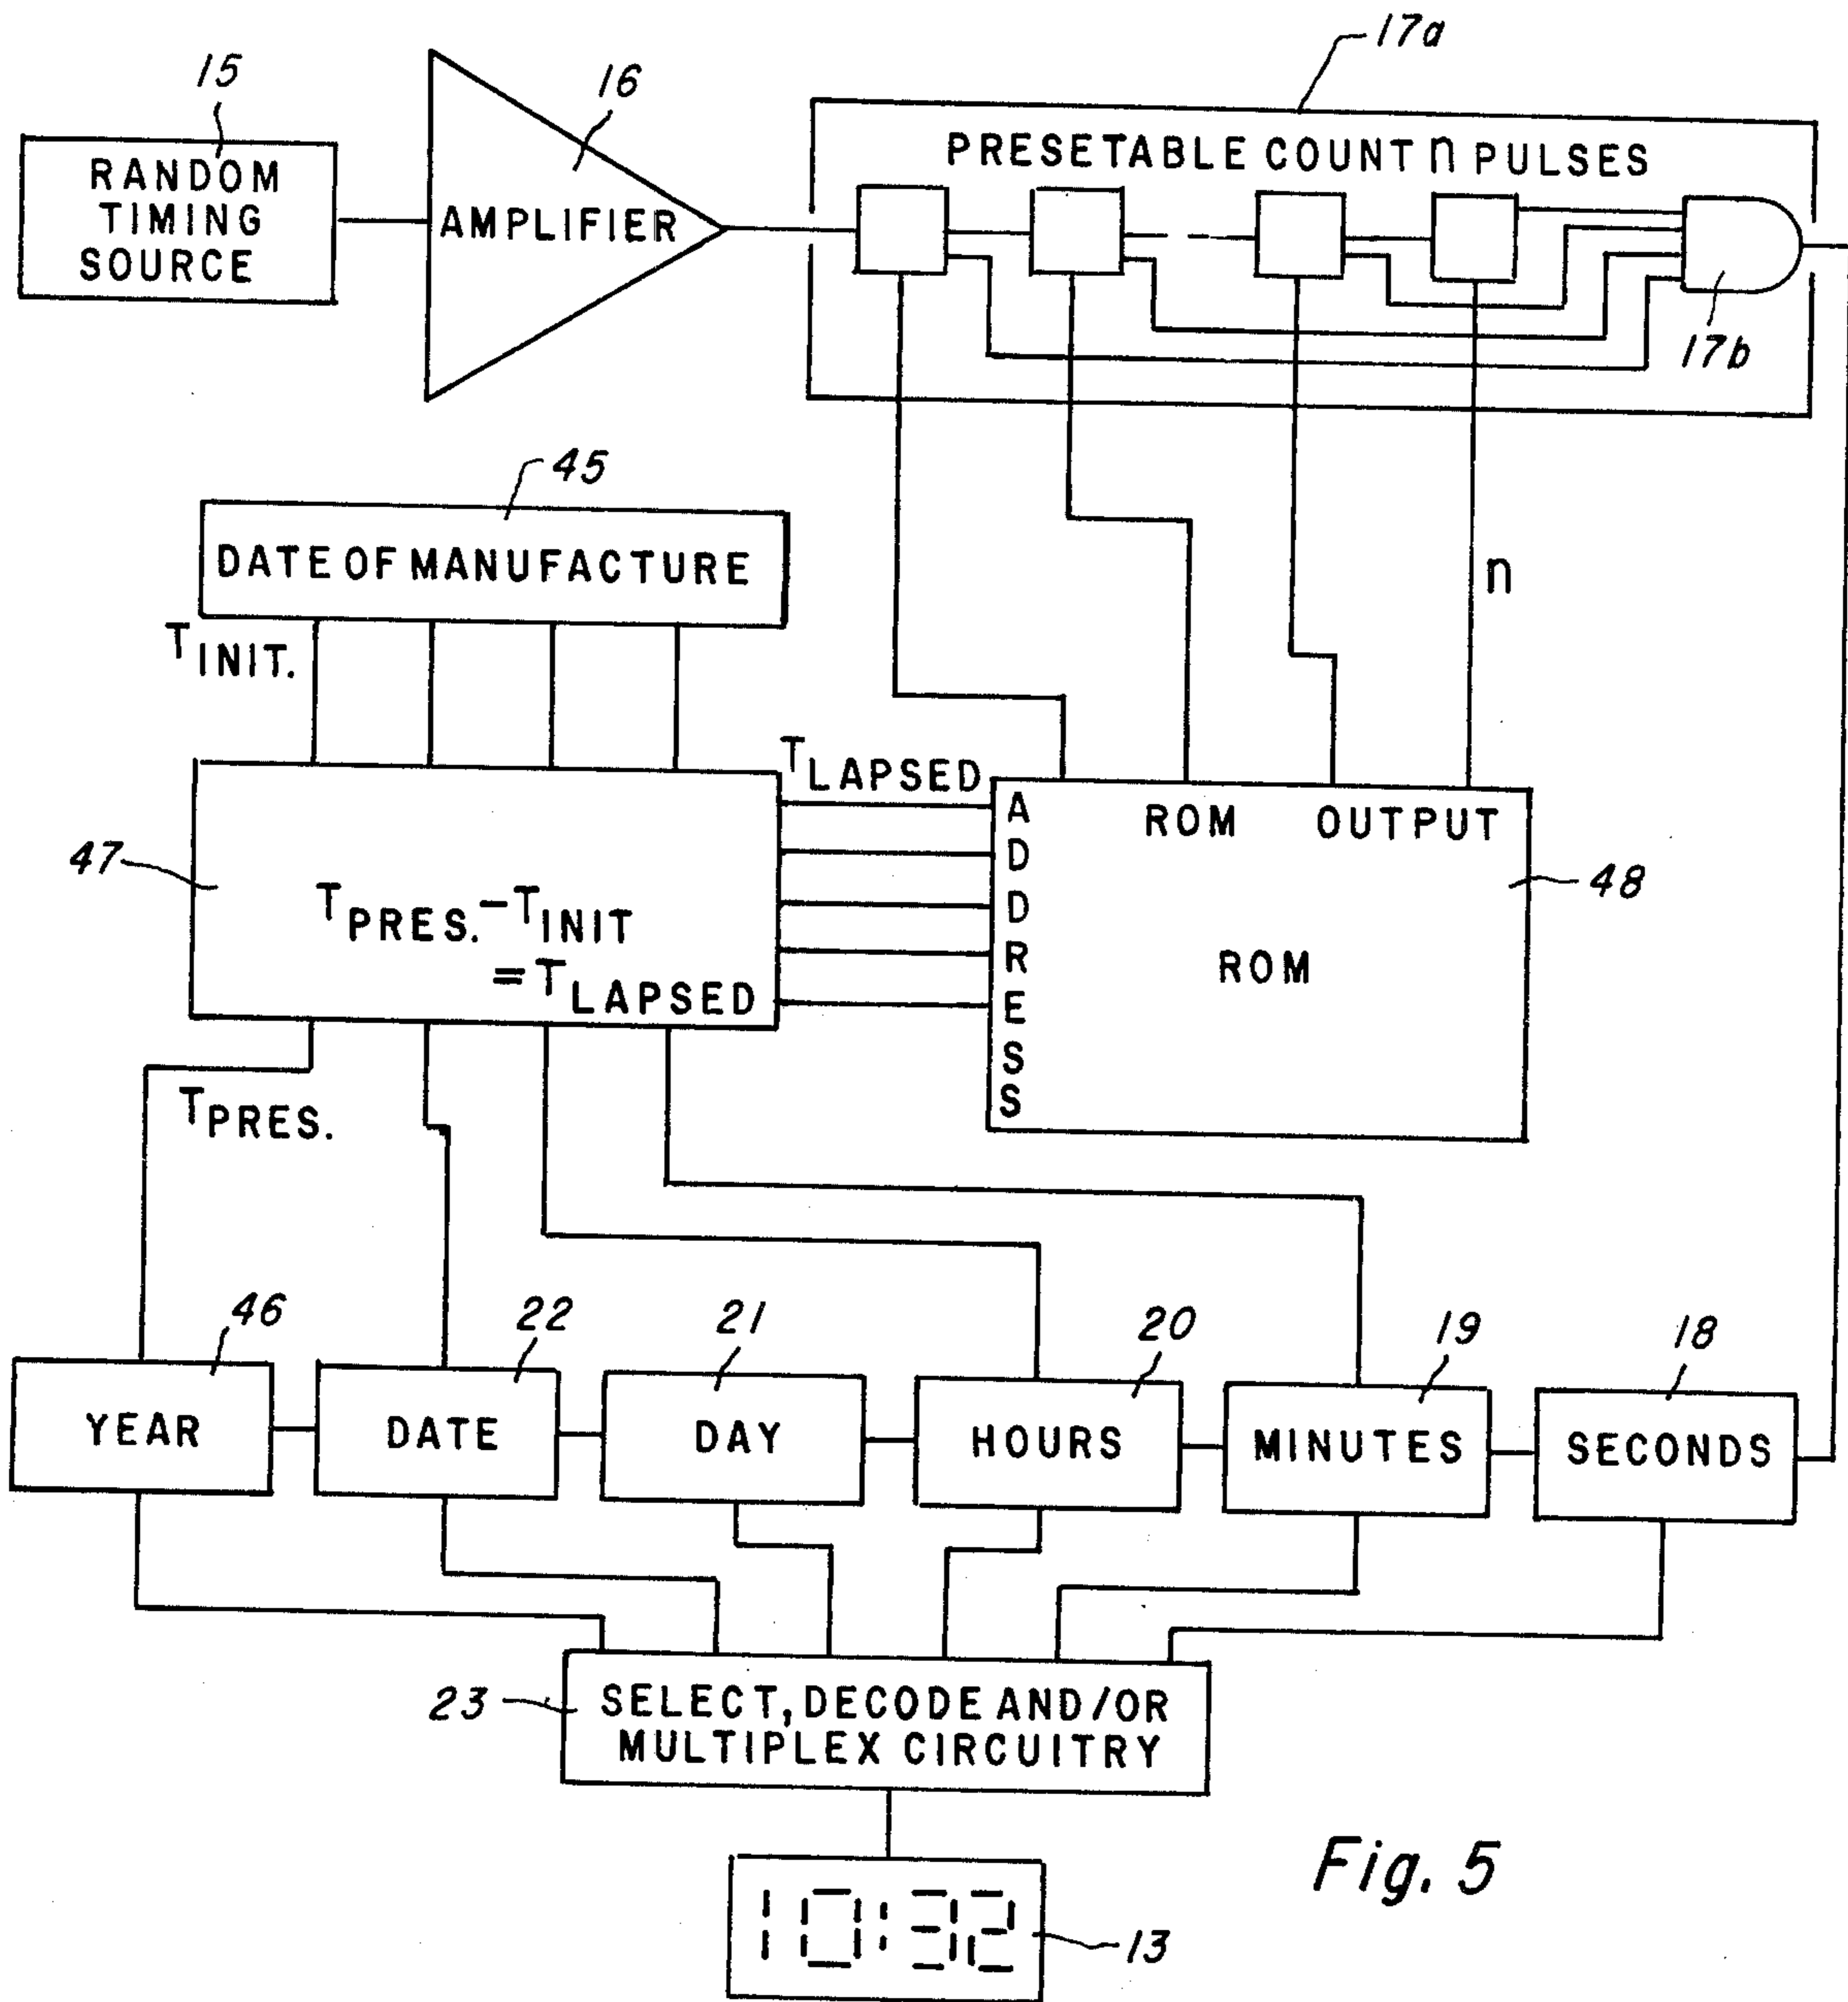 17a
15
16
PRESETABLE COUNT n PULSES
RANDOM
TIMING
SOURCE
AMPLIFIER
17b
45
DATE OF MANUFACTURE
n
TINIT.
TLAPSED
ADDRESS
ROM OUTPUT
47
48
TPRES.-TINIT
=TLAPSED
ROM
TPRES.
46
22
21
20
19
18
YEAR
DATE
DAY
HOURS
MINUTES
SECONDS
23
SELECT, DECODE AND/OR
MULTIPLEX CIRCUITRY
Fig. 5
10:32
13